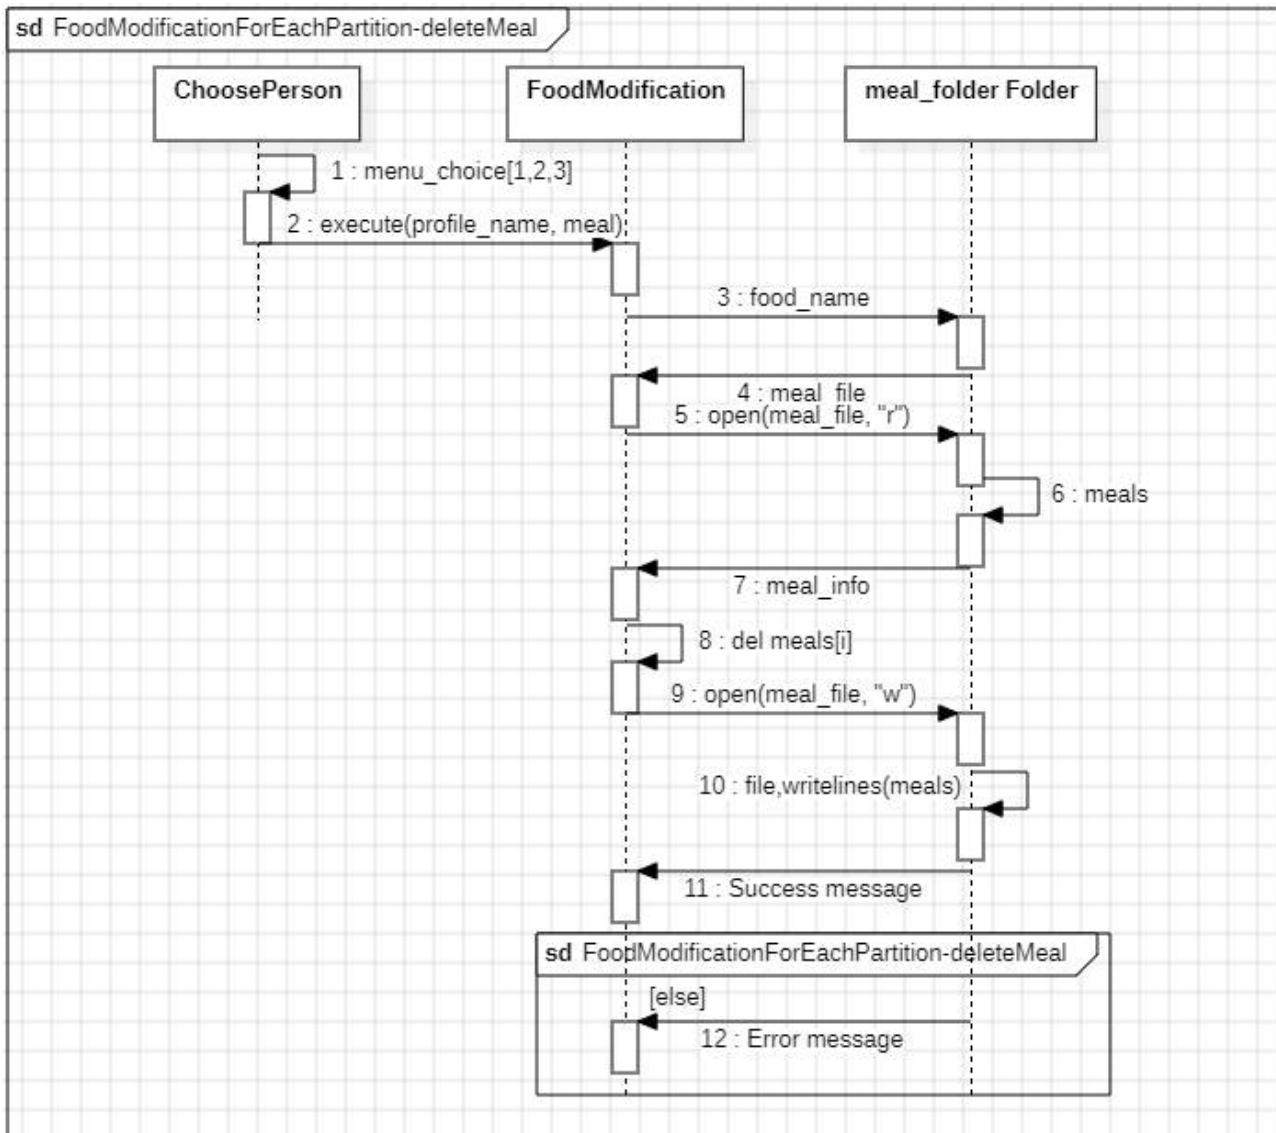 sd FoodModificationForEachPartition-deleteMeal
ChoosePerson
FoodModification
meal_folder Folder
1 : menu_choice[1,2,3]
2 : execute(profile_name, meal)
3 : food_name
4 : meal_file
5 : open(meal_file, "r")
6 : meals
7 : meal_info
8 : del meals[i]
9 : open(meal_file, "w")
10 : file,writelines(meals)
11 : Success message
sd FoodModificationForEachPartition-deleteMeal
[else]
12 : Error message